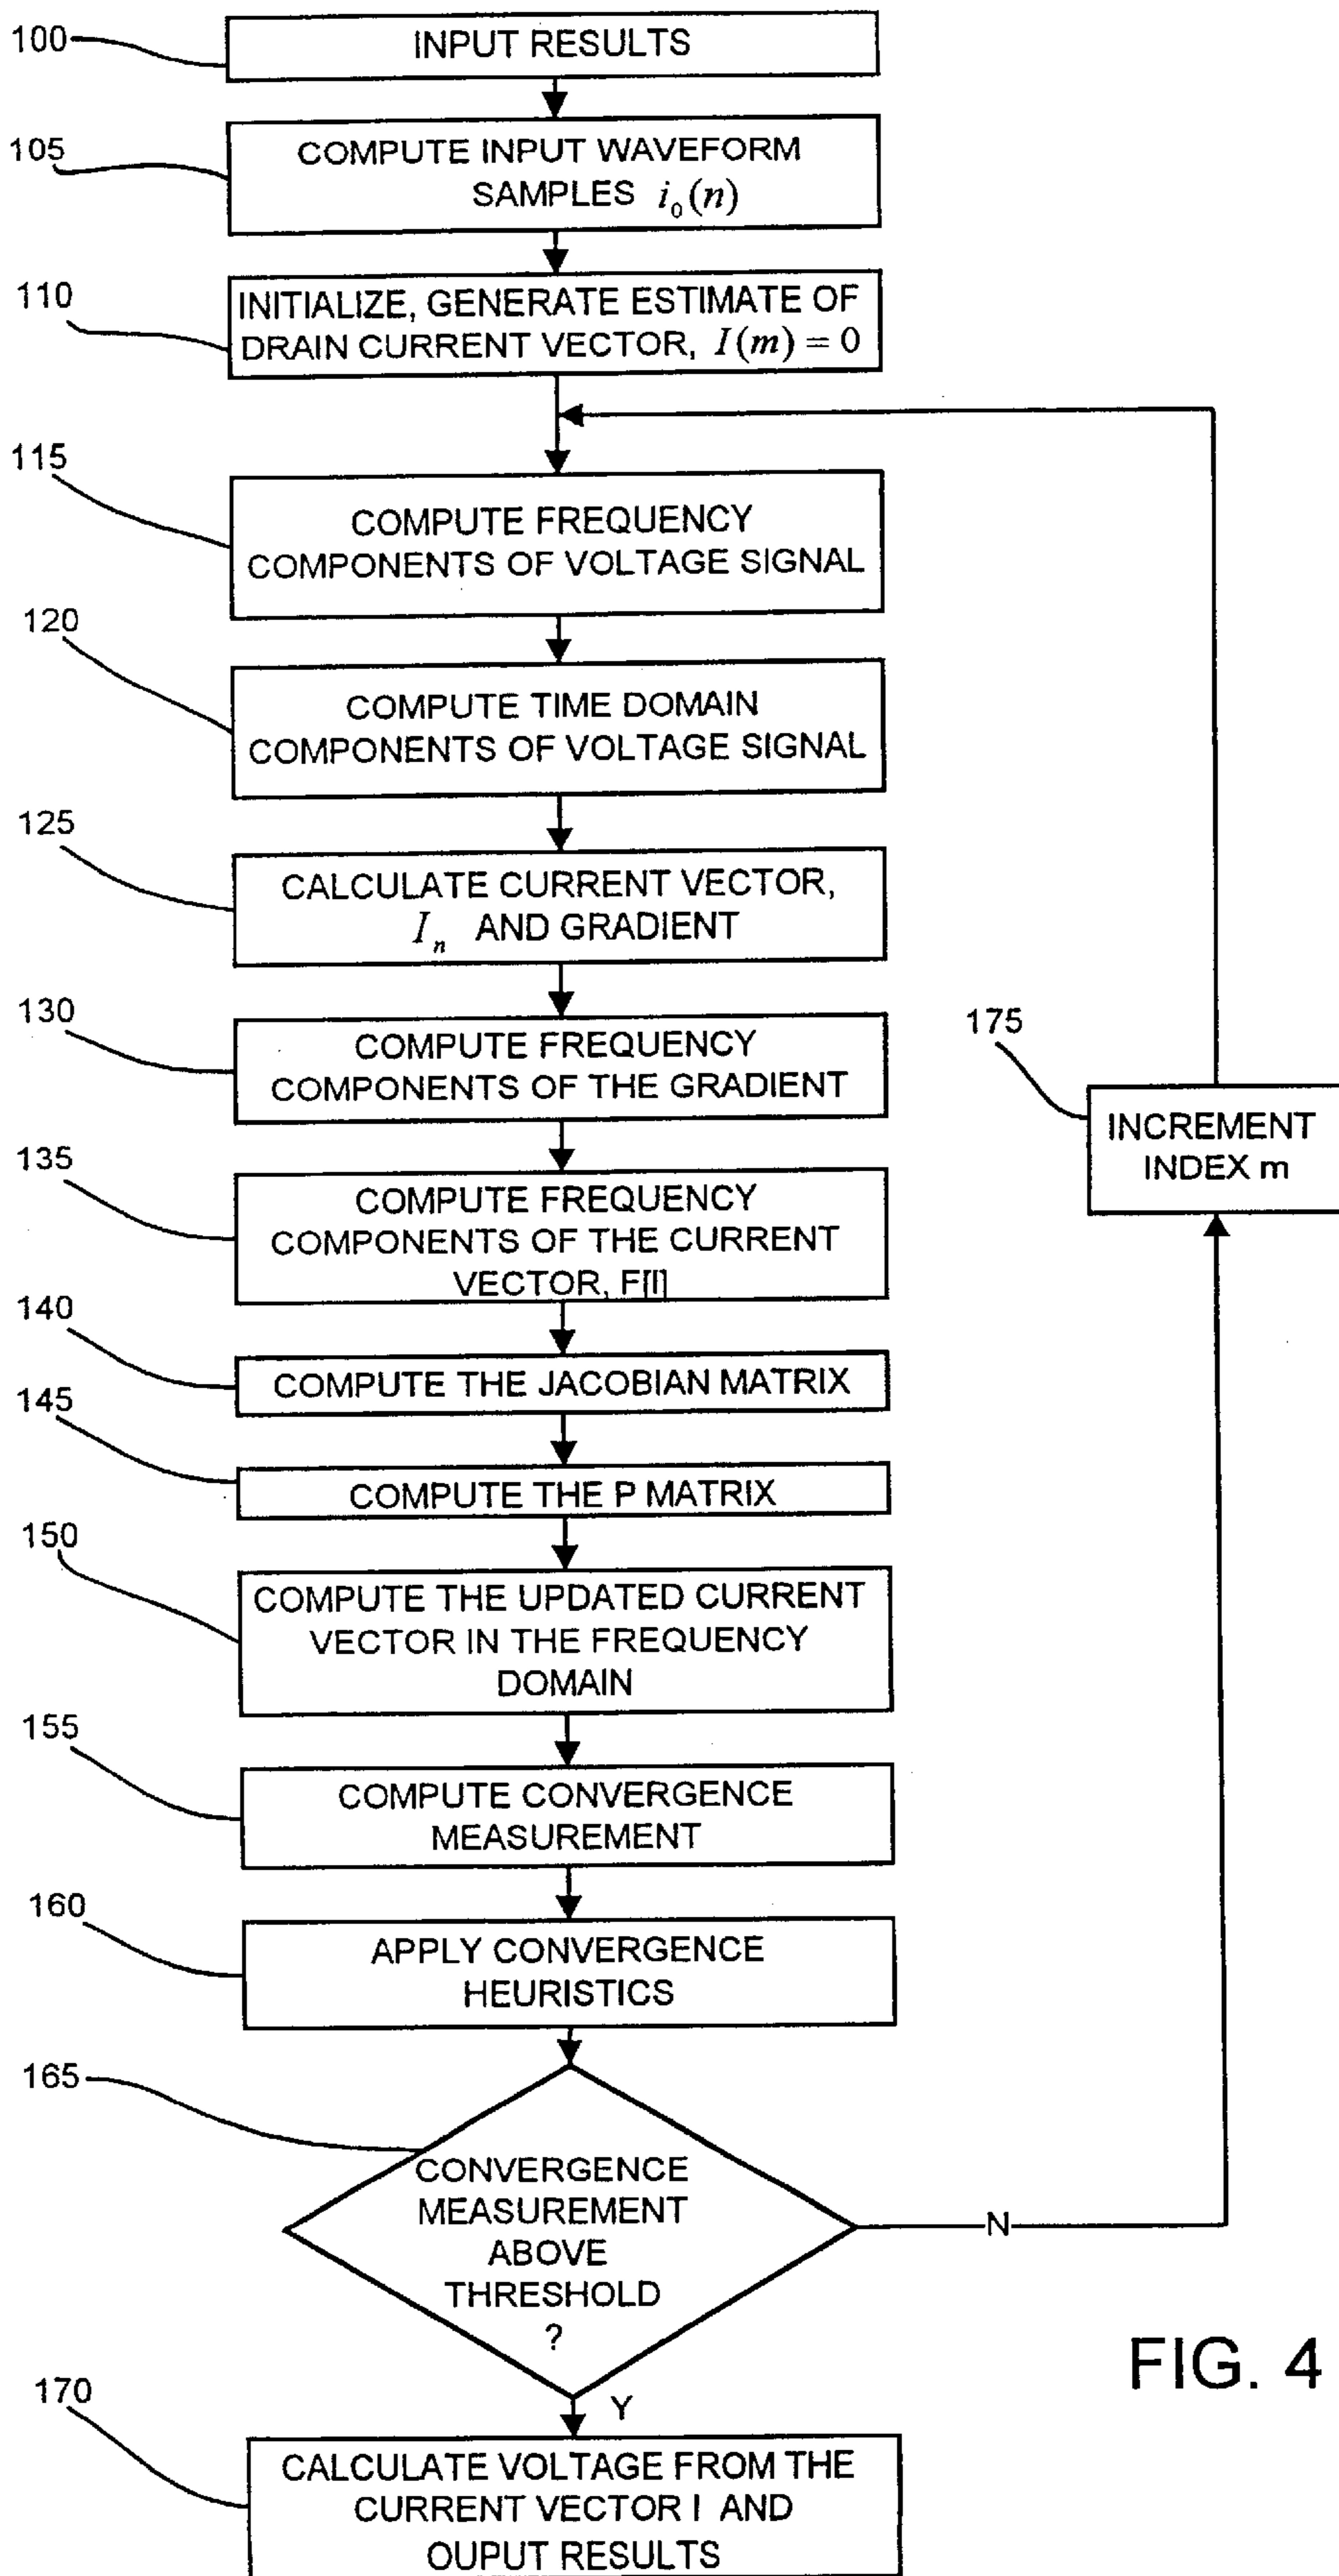 100
INPUT RESULTS
105
COMPUTE INPUT WAVEFORM
SAMPLES i₀(n)
110
INITIALIZE, GENERATE ESTIMATE OF
DRAIN CURRENT VECTOR, I(m) = 0
115
COMPUTE FREQUENCY
COMPONENTS OF VOLTAGE SIGNAL
120
COMPUTE TIME DOMAIN
COMPONENTS OF VOLTAGE SIGNAL
125
CALCULATE CURRENT VECTOR,
Iₙ AND GRADIENT
130
COMPUTE FREQUENCY
COMPONENTS OF THE GRADIENT
175
INCREMENT
INDEX m
135
COMPUTE FREQUENCY
COMPONENTS OF THE CURRENT
VECTOR, F[I]
140
COMPUTE THE JACOBIAN MATRIX
145
COMPUTE THE P MATRIX
150
COMPUTE THE UPDATED CURRENT
VECTOR IN THE FREQUENCY
DOMAIN
155
COMPUTE CONVERGENCE
MEASUREMENT
160
APPLY CONVERGENCE
HEURISTICS
165
CONVERGENCE
MEASUREMENT
ABOVE
THRESHOLD
?
N
Y
FIG. 4
170
CALCULATE VOLTAGE FROM THE
CURRENT VECTOR I AND
OUPUT RESULTS